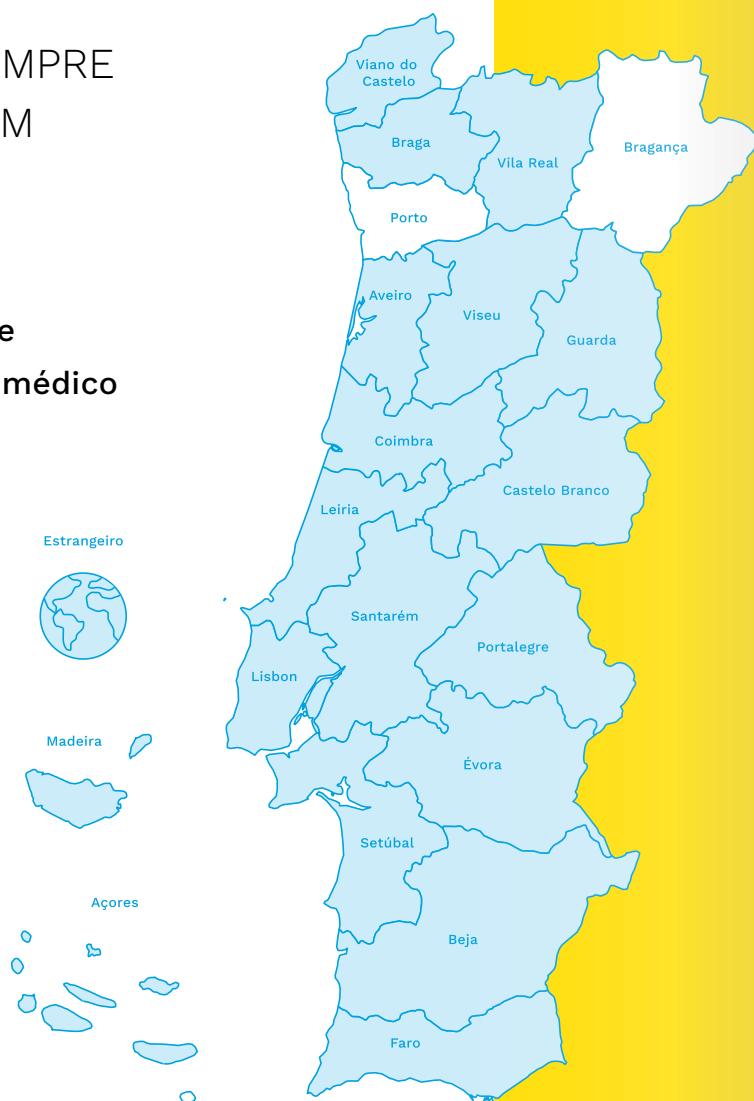 MPRE
M
e
médico
Viano do
Castelo
Braga
Vila Real
Bragança
Porto
Aveiro
Viseu
Guarda
Coimbra
Castelo Branco
Leiria
Estrangeiro
Santarém
Portalegre
Lisbon
Madeira
Évora
Setúbal
Açores
Beja
Faro